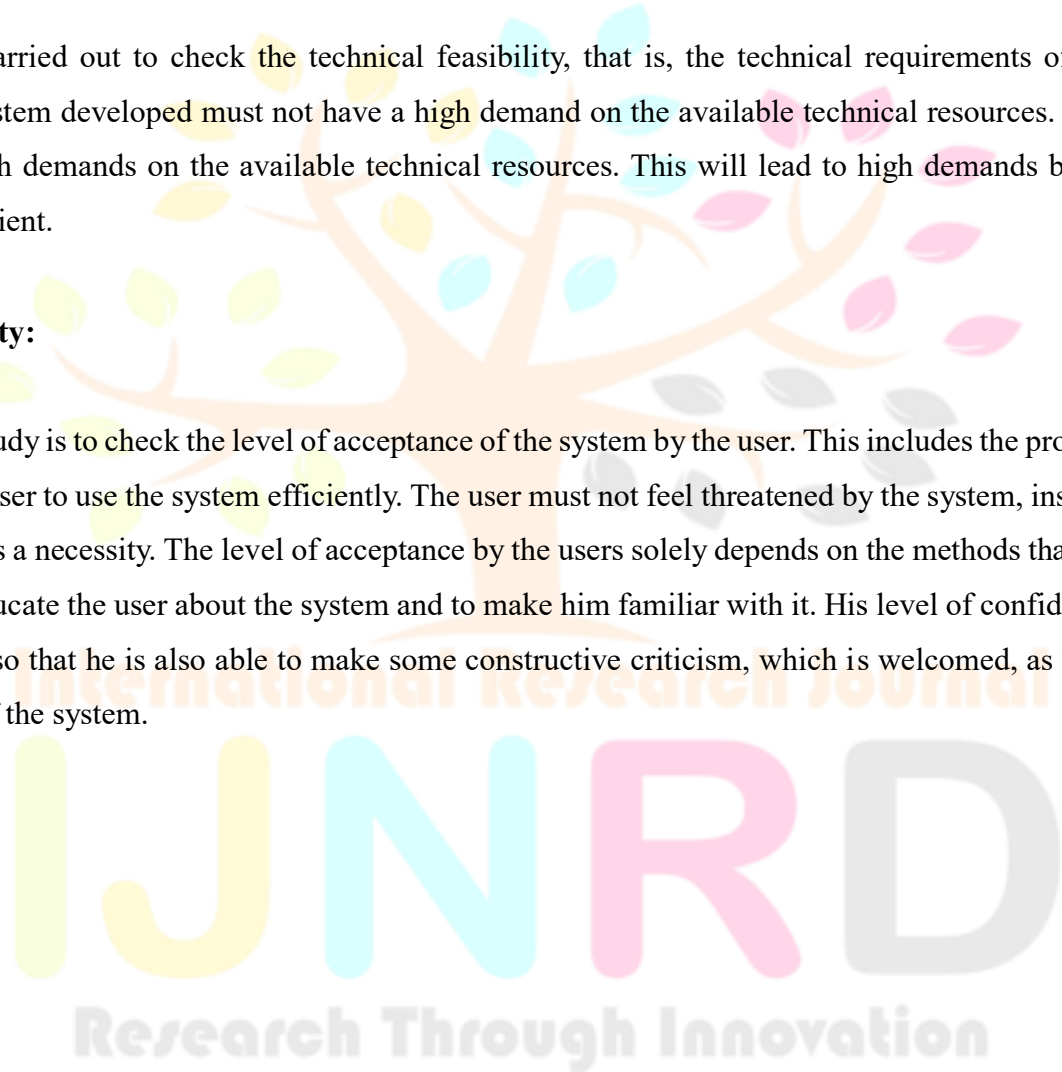 arried out to check the technical feasibility, that is, the technical requirements of
stem developed must not have a high demand on the available technical resources.
h demands on the available technical resources. This will lead to high demands b
ient.
ty:
udy is to check the level of acceptance of the system by the user. This includes the pro
ser to use the system efficiently. The user must not feel threatened by the system, ins
s a necessity. The level of acceptance by the users solely depends on the methods tha
ucate the user about the system and to make him familiar with it. His level of confid
so that he is also able to make some constructive criticism, which is welcomed, as
International Research Journal
f the system.
IJNRD
Research Through Innovation